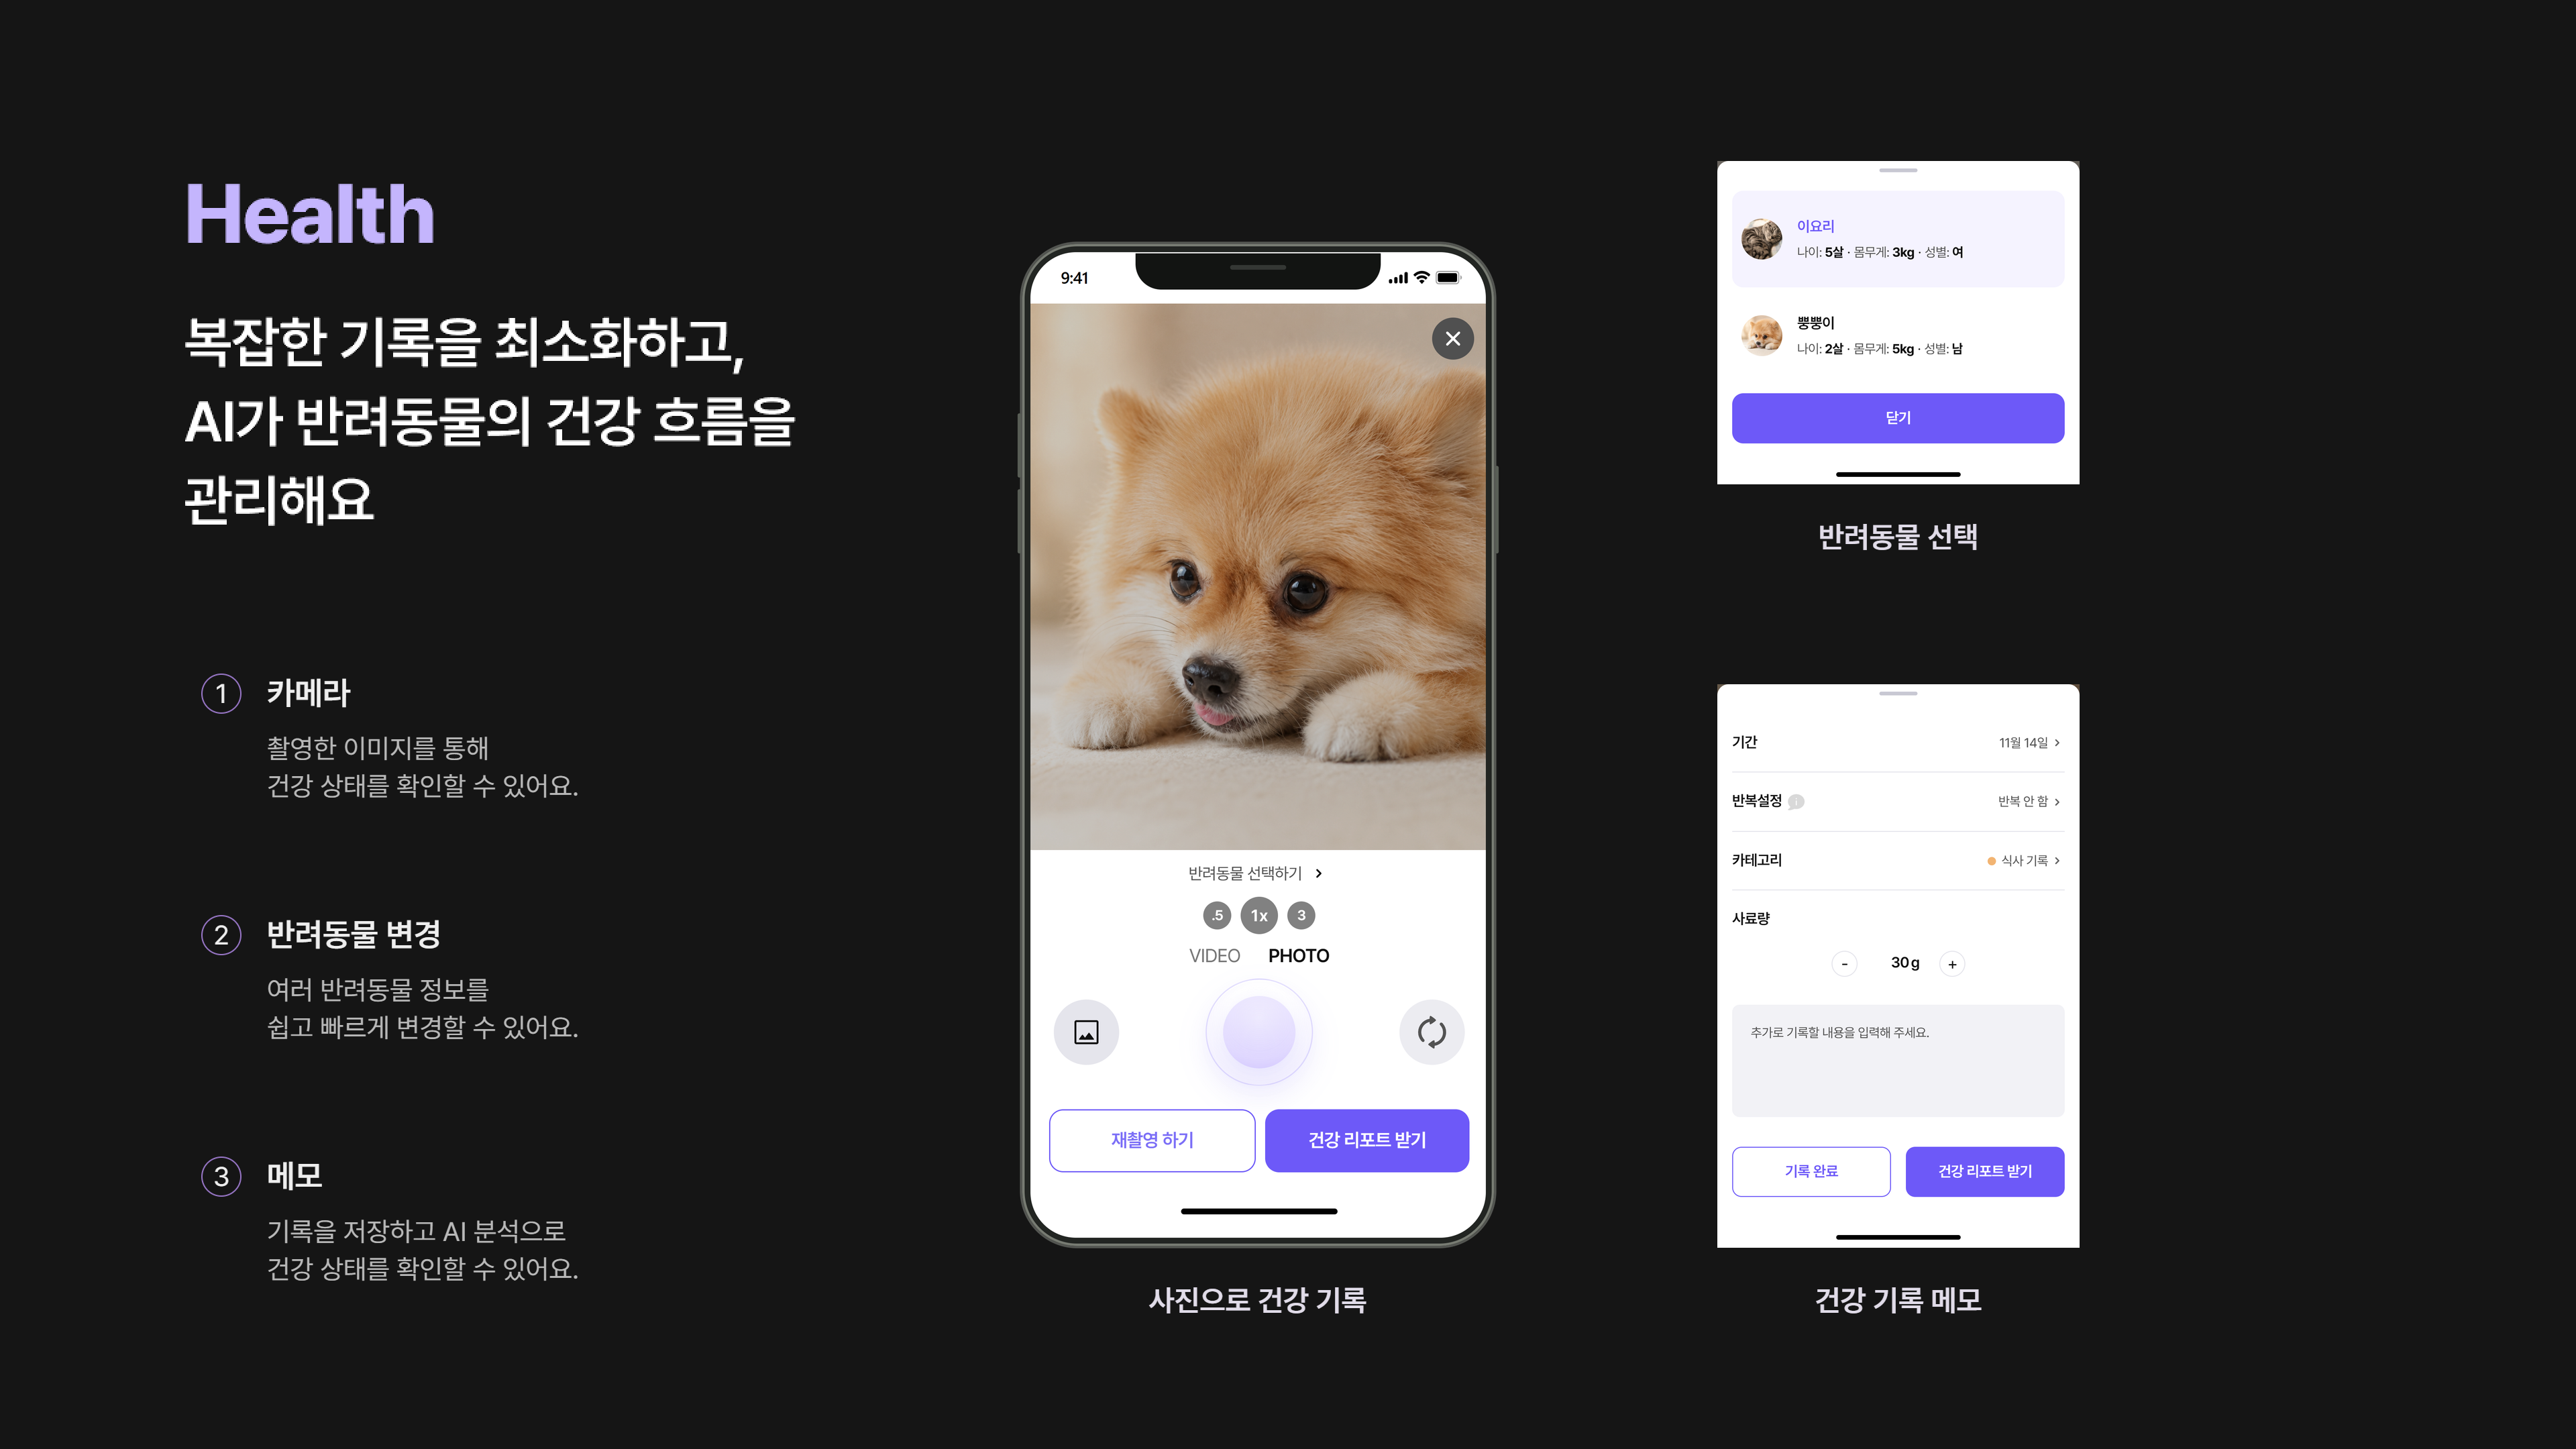 Health
복잡한 기록을 최소화하고,
AI가 반려동물의 건강 흐름을
관리해요
1 카메라
촬영한 이미지를 통해
건강 상태를 확인할 수 있어요.
2 반려동물 변경
여러 반려동물 정보를
쉽고 빠르게 변경할 수 있어요.
3 메모
기록을 저장하고 AI 분석으로
건강 상태를 확인할 수 있어요.
9:41
반려동물 선택하기
.5 1x 3
VIDEO PHOTO
재촬영 하기 건강 리포트 받기
사진으로 건강 기록
이요리
나이: 5살 · 몸무게: 3kg · 성별: 여
뿡뿡이
나이: 2살 · 몸무게: 5kg · 성별: 남
닫기
반려동물 선택
기간 11월 14일
반복설정 반복 안 함
카테고리 식사 기록
사료량
- 30g +
추가로 기록할 내용을 입력해 주세요.
기록 완료 건강 리포트 받기
건강 기록 메모